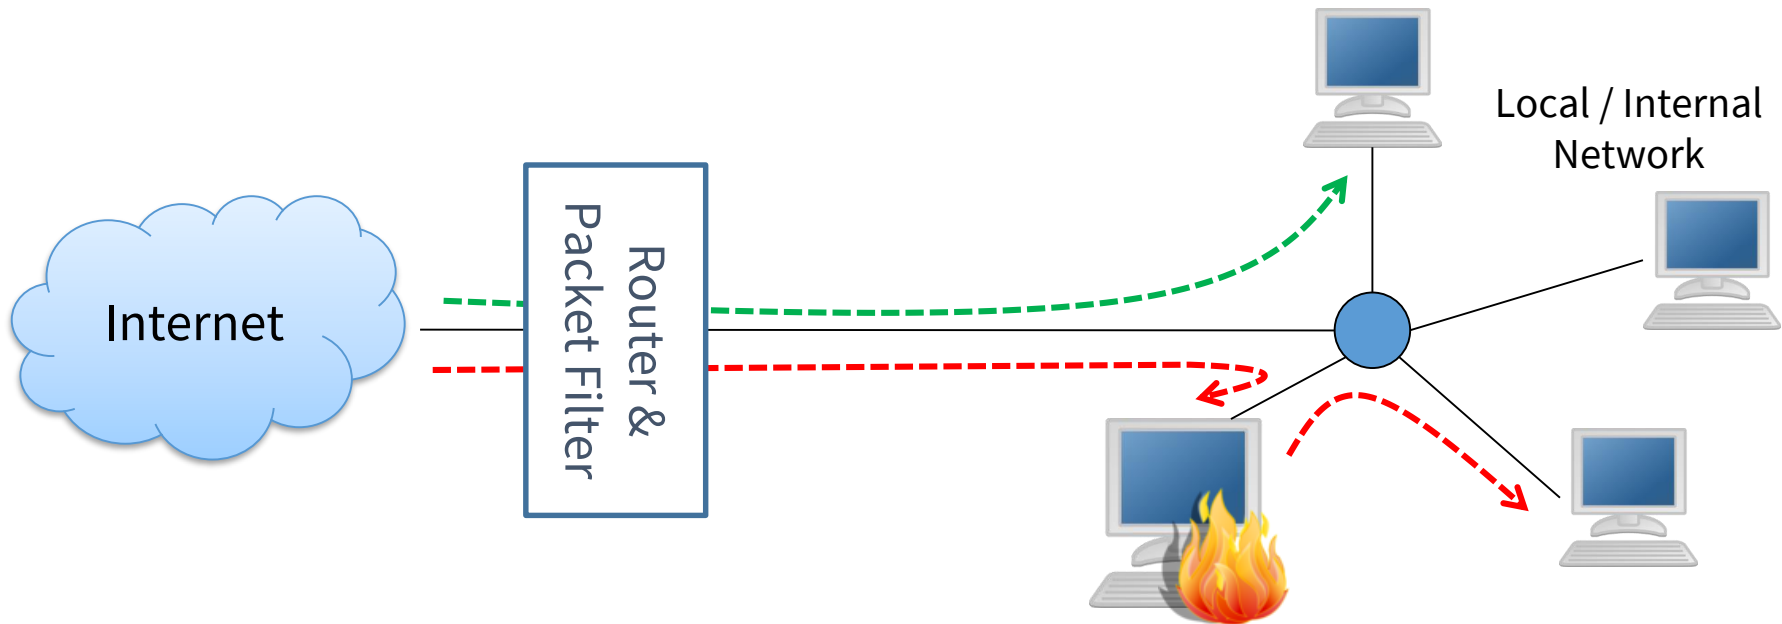 Internet
Router &
Packet Filter
Local / Internal
Network